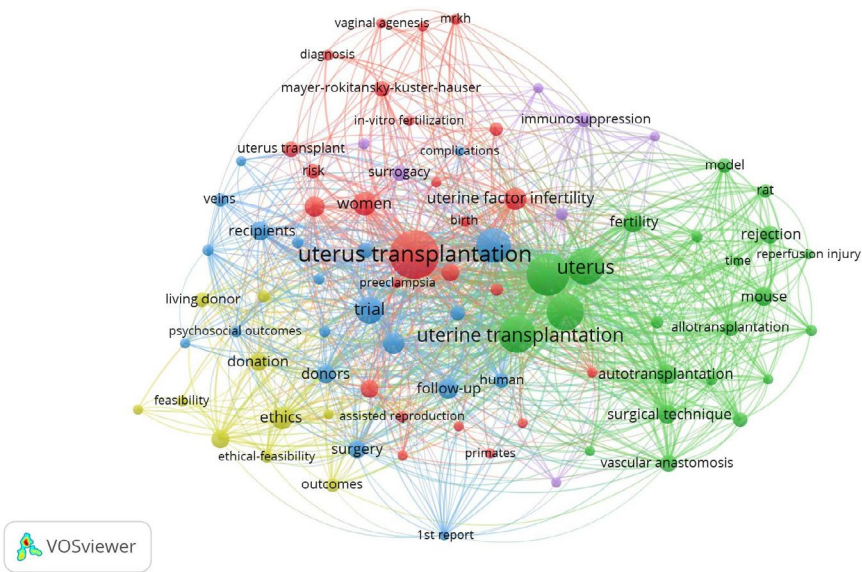 mrkh
vaginal agenesis
diagnosis
mayer-rokitansky-kuster-hauser
in-vitro fertilization
immunosuppression
uterus transplant
complications
model
risk
surrogacy
rat
veins
women
uterine factor infertility
birth
fertility
recipients
rejection
uterus transplantation
time
reperfusion injury
uterus
preeclampsia
living donor
mouse
trial
psychosocial outcomes
uterine transplantation
allotransplantation
donation
donors
human
autotransplantation
follow-up
feasibility
ethics
assisted reproduction
surgical technique
surgery
primates
ethical-feasibility
vascular anastomosis
outcomes
1st report
VOSviewer